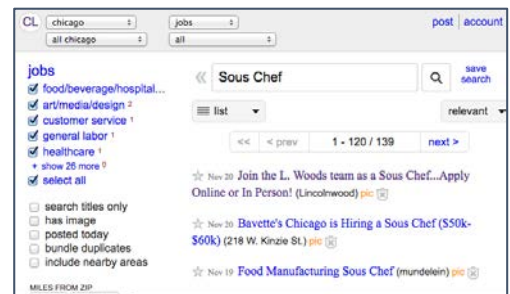 CL chicago jobs post account
all chicago all
jobs
food/beverage/hospital...
art/media/design 2
customer service 1
general labor 1
healthcare 1
+ show 26 more 0
select all
search titles only
has image
posted today
bundle duplicates
include nearby areas
MILES FROM ZIP
Sous Chef
save
search
list
relevant
<< < prev 1 - 120 / 139 next >
Nov 20 Join the L. Woods team as a Sous Chef...Apply
Online or In Person! (Lincolnwood) pic
Nov 20 Bavette's Chicago is Hiring a Sous Chef ($50k-
$60k) (218 W. Kinzie St.) pic
Nov 19 Food Manufacturing Sous Chef (mundelein) pic